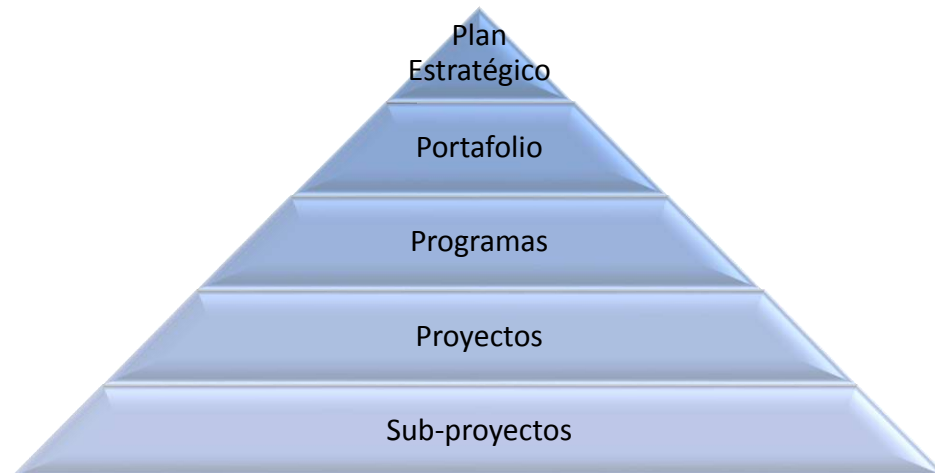 Plan
Estratégico
Portafolio
Programas
Proyectos
Sub-proyectos